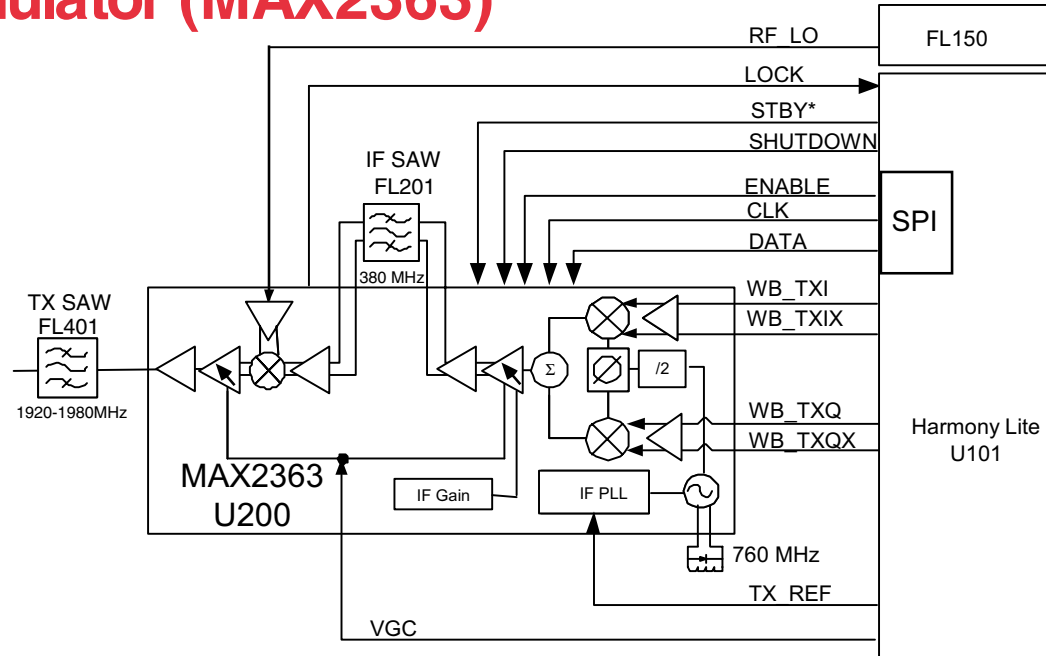 (MAX2363)
RF_LO
FL150
LOCK
STBY*
SHUTDOWN
IF SAW
FL201
ENABLE
SPI
CLK
DATA
380 MHz
WB_TXI
TX SAW
FL401
WB_TXIX
Σ
/2
1920-1980MHz
WB_TXQ
Harmony Lite
U101
WB_TXQX
MAX2363
U200
IF Gain
IF PLL
760 MHz
TX_REF
VGC